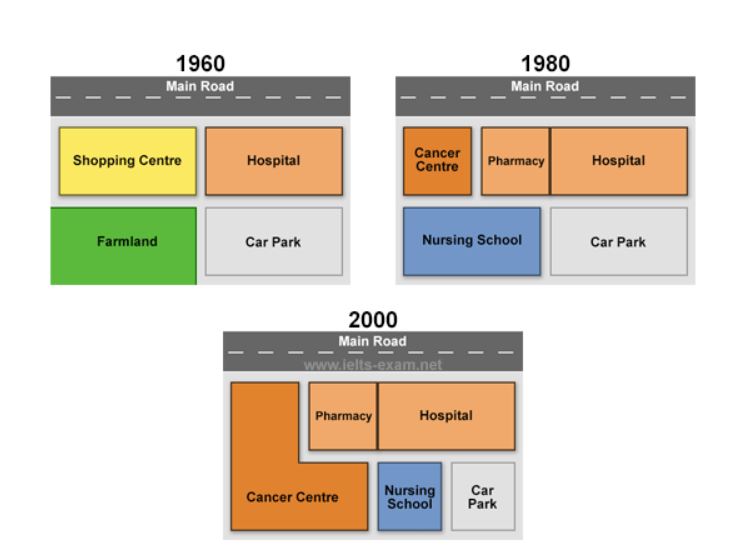 1960
Main Road
Shopping Centre
Hospital
Farmland
Car Park
1980
Main Road
Cancer
Centre
Pharmacy
Hospital
Nursing School
Car Park
2000
Main Road
www.ielts-exam.net
Pharmacy
Hospital
Cancer Centre
Nursing
School
Car
Park